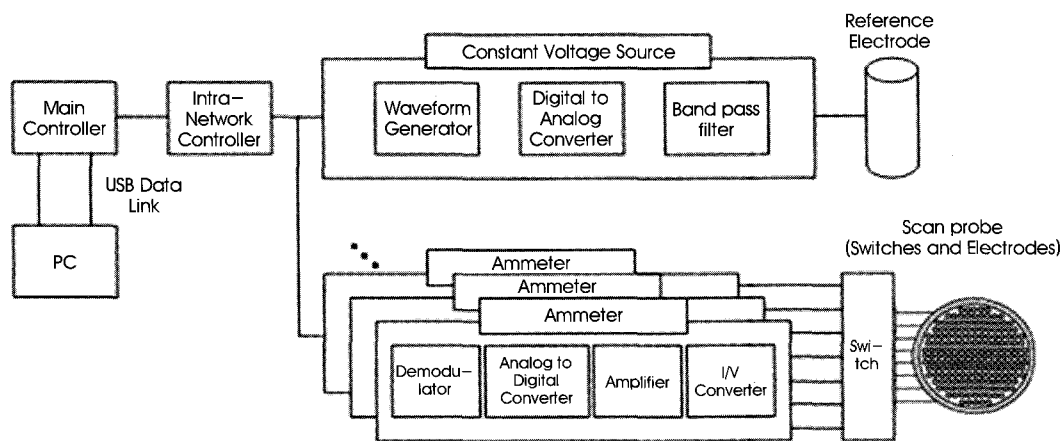 Reference
Electrode
Constant Voltage Source
Main
Controller
Intra-
Network
Controller
Waveform
Generator
Digital to
Analog
Converter
Band pass
filter
USB Data
Link
PC
Scan probe
(Switches and Electrodes)
Ammeter
Ammeter
Ammeter
Demodu-
lator
Analog to
Digital
Converter
Amplifier
I/V
Converter
Swi-
tch